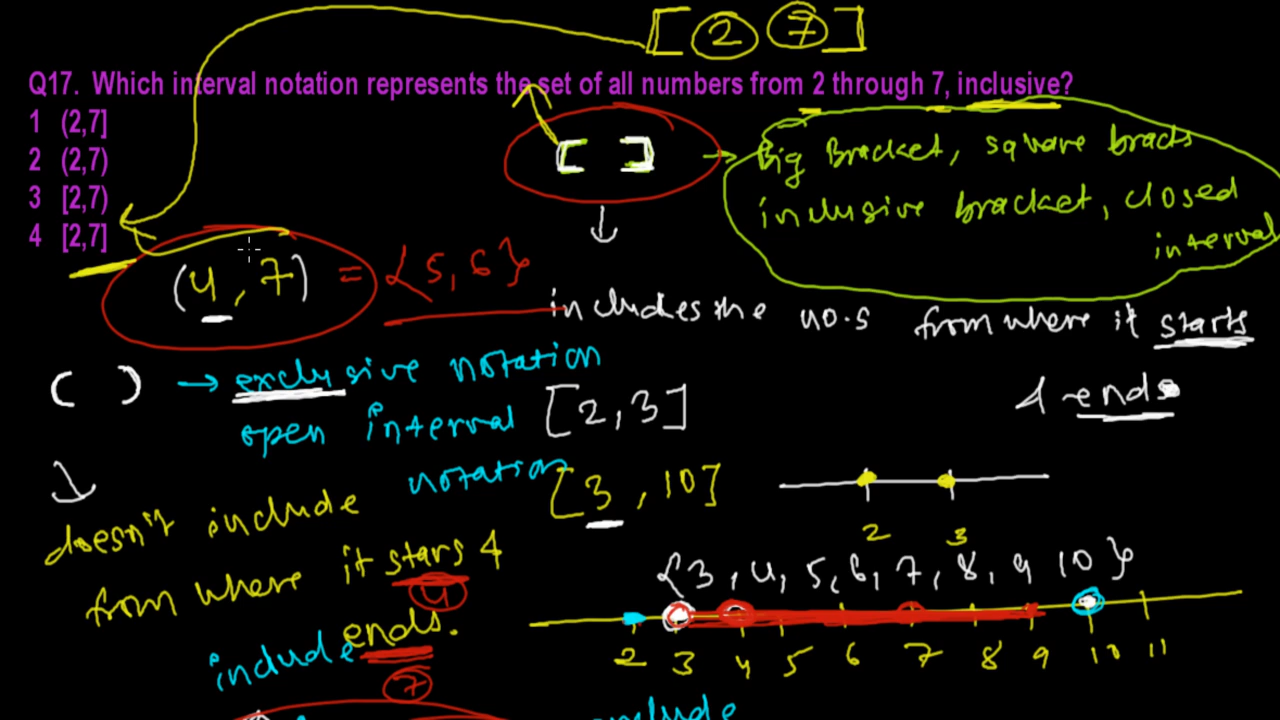 [ 2 7 ]
Q17. Which interval notation represents the set of all numbers from 2 through 7, inclusive?
1 (2,7]
2 (2,7)
3 [2,7)
4 [2,7]
[ ]
Big Bracket, square
inclusive bracket, closed
interval
(4, 7) = {5, 6}
includes the no.s from where it starts
& ends
( ) → exclusive notation
open interval
notation
[2, 3]
[3, 10]
2 3
doesn't include
from where it stars &
4
include ends.
7
{3, 4, 5, 6, 7, 8, 9 10}
2 3 4 5 6 7 8 9 10 11